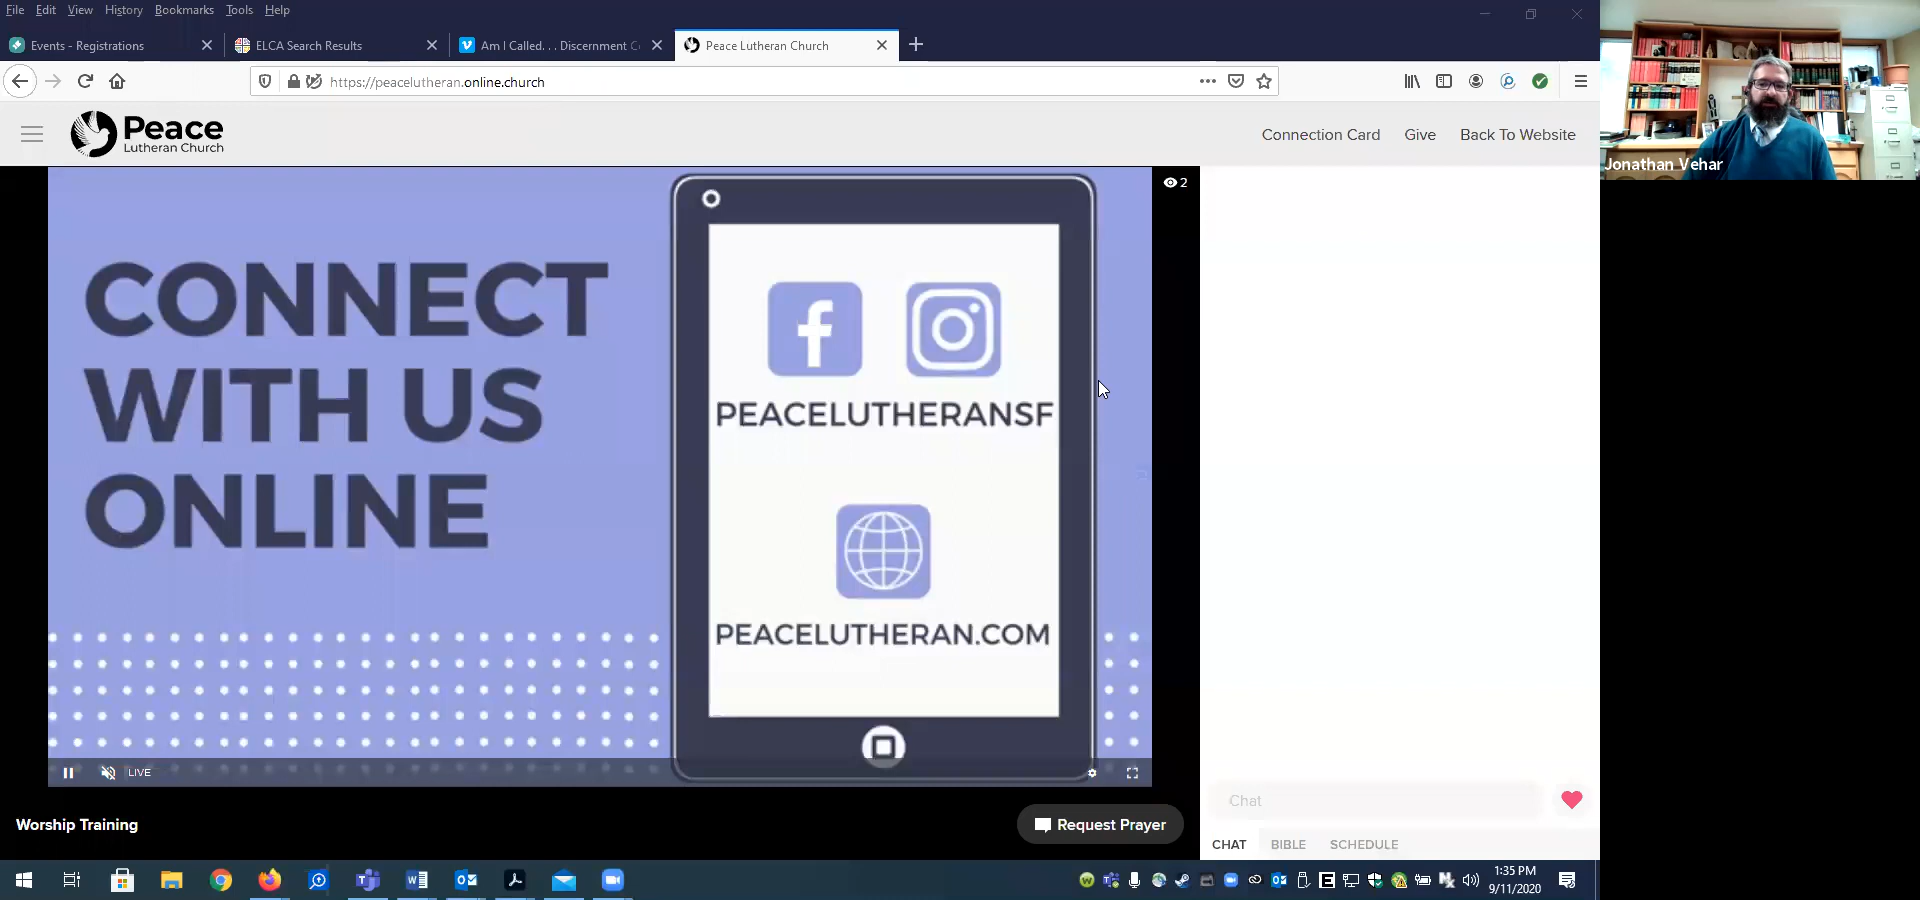 File Edit View History Bookmarks Tools Help
Events - Registrations
ELCA Search Results
Am I Called. . . Discernment C
Peace Lutheran Church
https://peacelutheran.online.church
Peace
Lutheran Church
Connection Card Give Back To Website
Jonathan Vehar
2
CONNECT
WITH US
ONLINE
PEACELUTHERANSF
PEACELUTHERAN.COM
LIVE
Worship Training
Request Prayer
Chat
CHAT BIBLE SCHEDULE
1:35 PM
9/11/2020